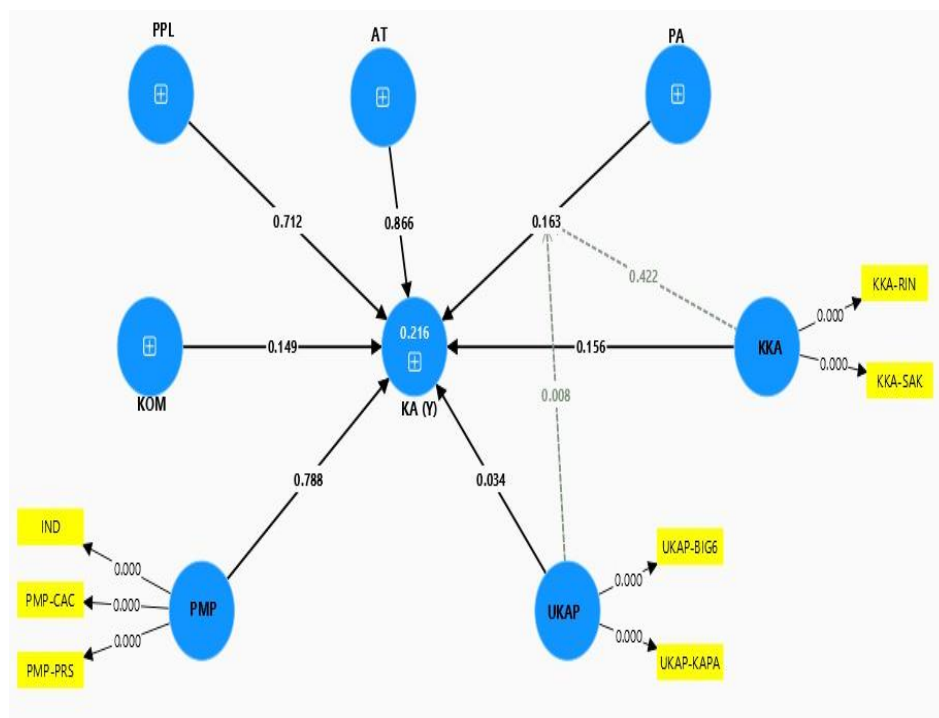 PPL
AT
PA
0.712
0.866
0.163
0.422
KKA-RIN
0.000
0.216
0.149
0.156
KKA
0.000
KKA-SAK
KOM
KA (Y)
0.008
0.788
0.034
IND
0.000
UKAP-BIG6
0.000
PMP-CAC
0.000
PMP
UKAP
0.000
0.000
PMP-PRS
UKAP-KAPA